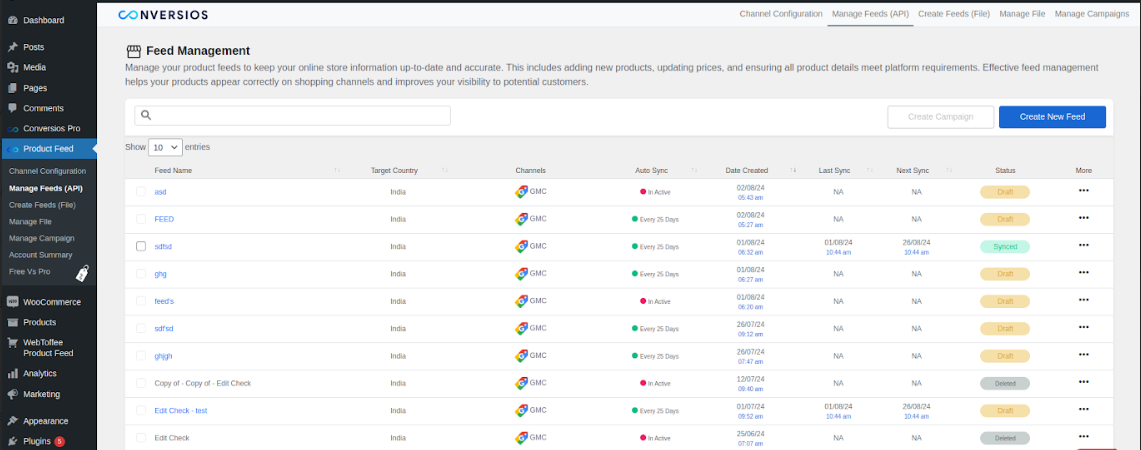 Dashboard
Posts
Media
Pages
Comments
Conversios Pro
Product Feed
Channel Configuration
Manage Feeds (API)
Create Feeds (File)
Manage File
Manage Campaign
Account Summary
Free Vs Pro
WooCommerce
Products
WebToffee
Product Feed
Analytics
Marketing
Appearance
Plugins 5
CONVERSIOS
Channel Configuration Manage Feeds (API) Create Feeds (File) Manage File Manage Campaigns
Feed Management
Manage your product feeds to keep your online store information up-to-date and accurate. This includes adding new products, updating prices, and ensuring all product details meet platform requirements. Effective feed management
helps your products appear correctly on shopping channels and improves your visibility to potential customers.
Create Campaign Create New Feed
Show 10 entries
Feed Name Target Country Channels Auto Sync Date Created Last Sync Next Sync Status More
asd India GMC In Active 02/08/24 NA NA Draft
05:43 am
FEED India GMC Every 25 Days 02/08/24 NA NA Draft
05:27 am
sdfsd India GMC Every 25 Days 01/08/24 01/08/24 26/08/24 Synced
06:32 am 10:44 am 10:44 am
ghg India GMC Every 25 Days 01/08/24 NA NA Draft
06:27 am
feed's India GMC In Active 01/08/24 NA NA Draft
06:20 am
sdfsd India GMC Every 25 Days 26/07/24 NA NA Draft
09:12 am
ghjgh India GMC Every 25 Days 26/07/24 NA NA Draft
07:47 am
Copy of - Copy of - Edit Check India GMC In Active 12/07/24 NA NA Deleted
09:40 am
Edit Check - test India GMC Every 25 Days 01/07/24 01/08/24 26/08/24 Draft
09:52 am 10:44 am 10:44 am
Edit Check India GMC In Active 25/06/24 NA NA Deleted
07:07 am